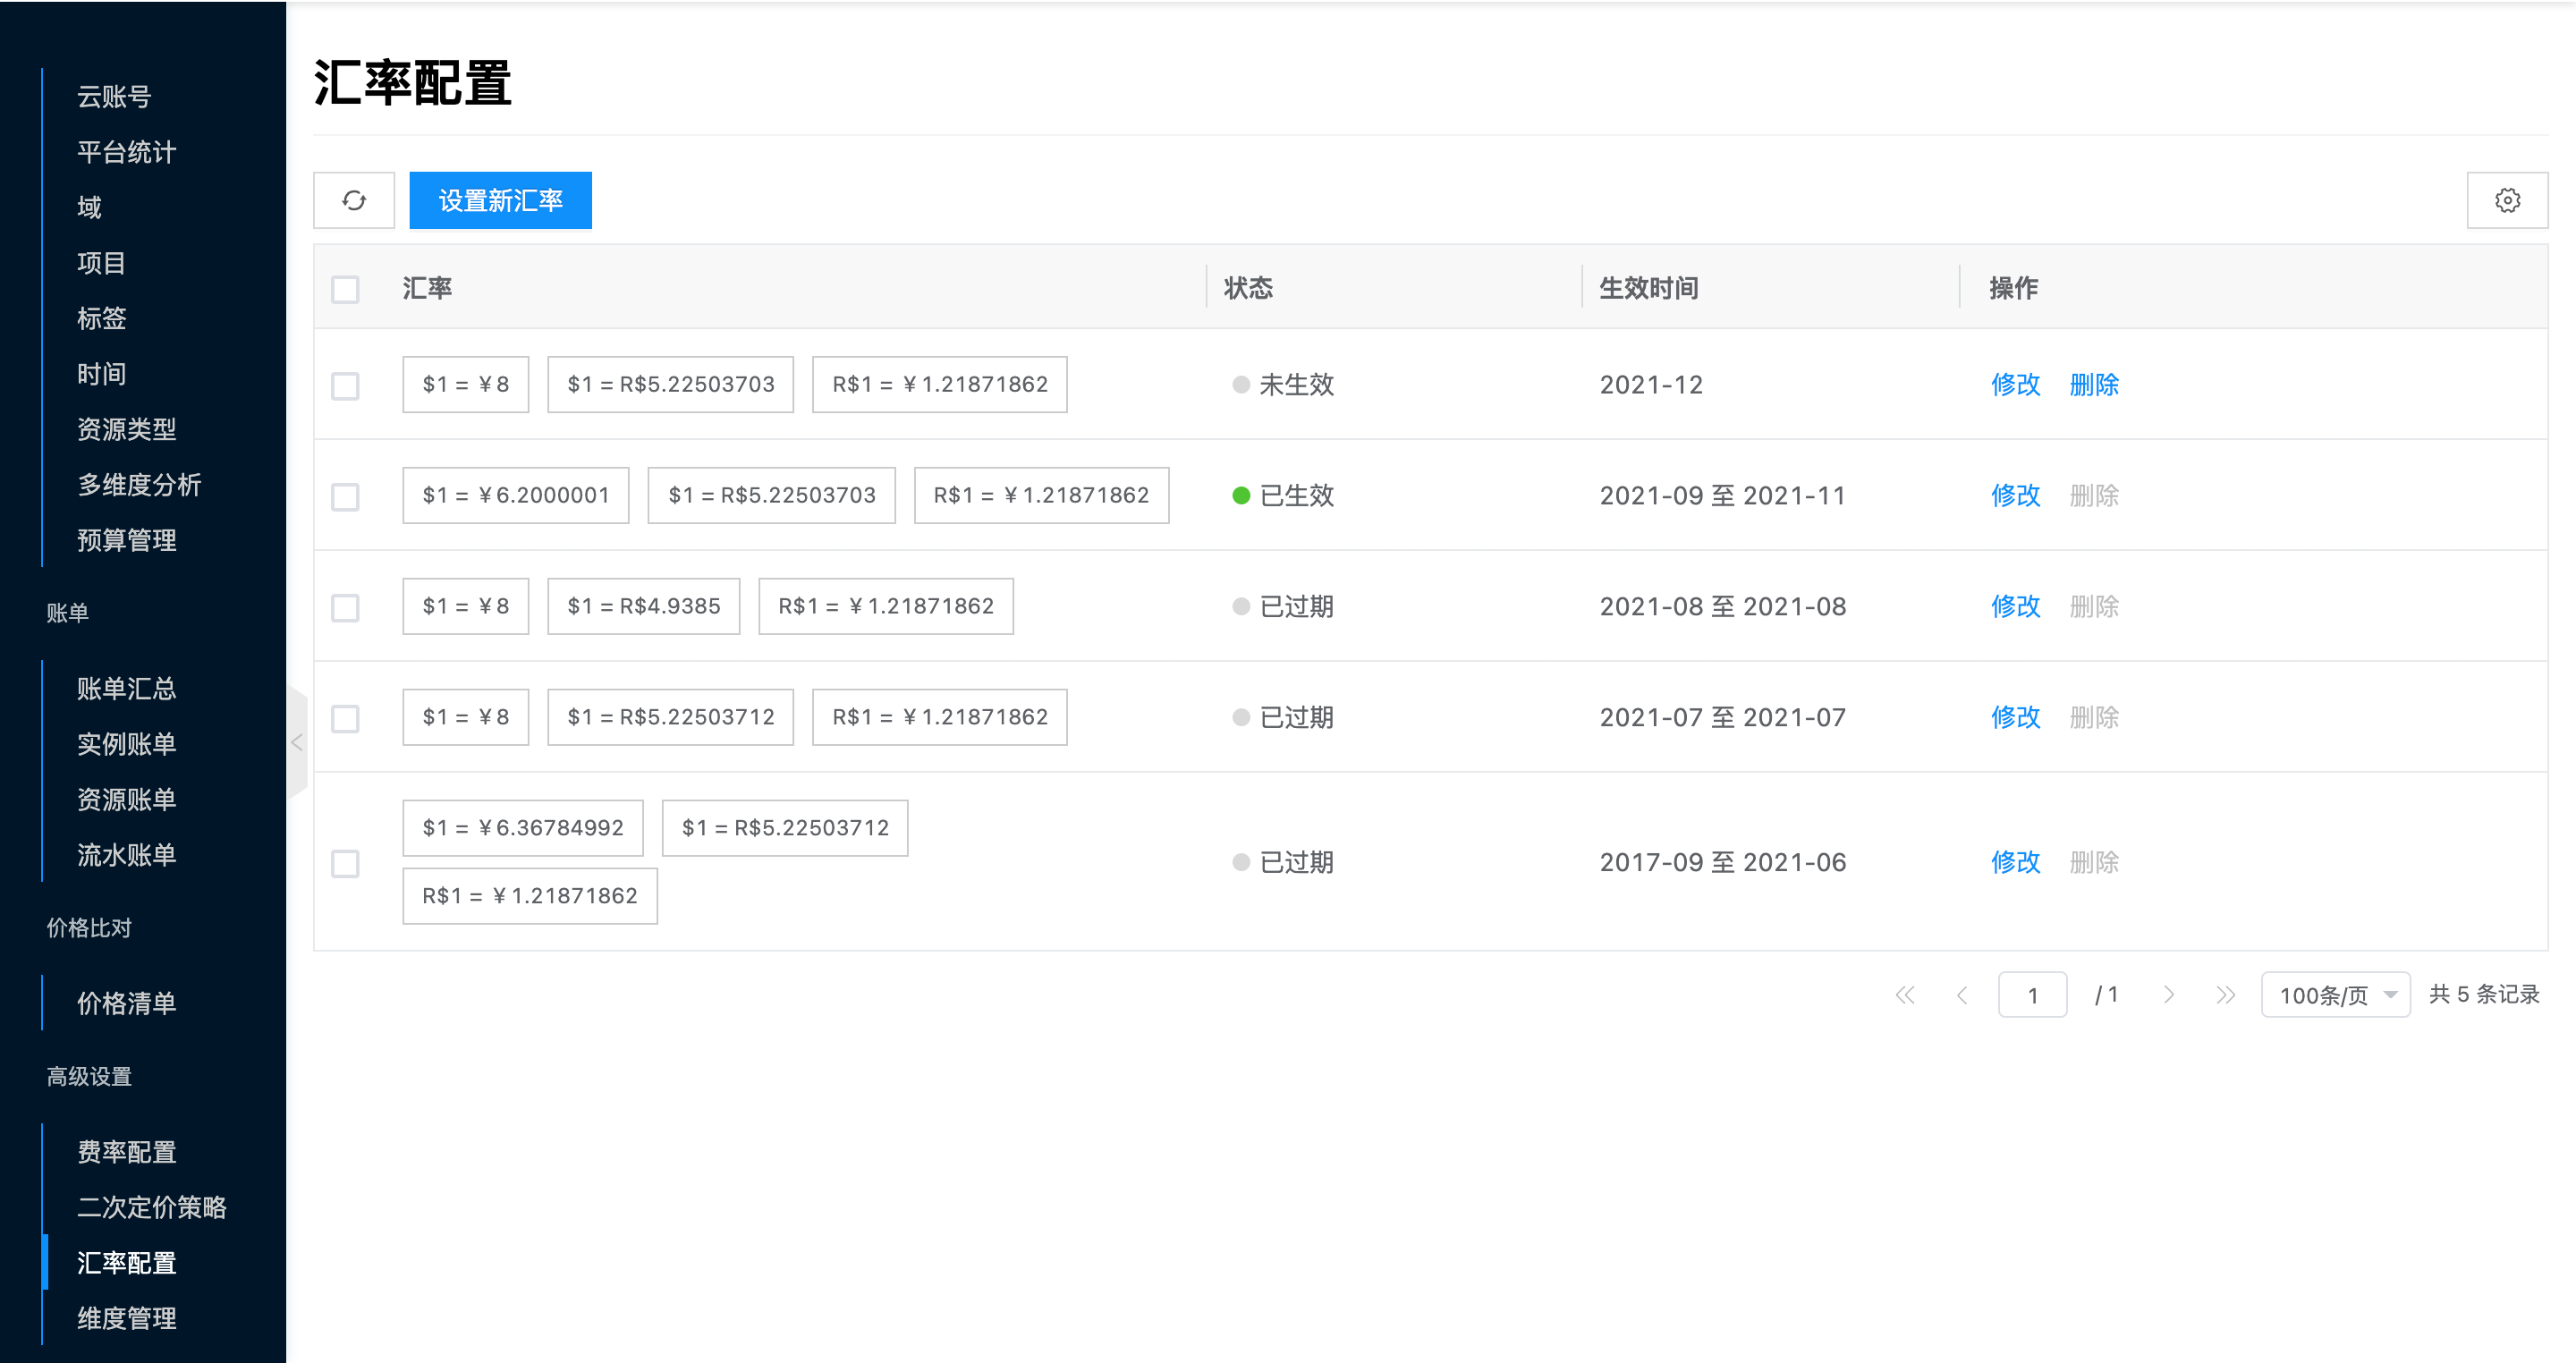 云账号
平台统计
域
项目
标签
时间
资源类型
多维度分析
预算管理
账单
账单汇总
实例账单
资源账单
流水账单
价格比对
价格清单
高级设置
费率配置
二次定价策略
汇率配置
维度管理
汇率配置
设置新汇率
汇率 状态 生效时间 操作
$1 = ¥8 $1 = R$5.22503703 R$1 = ¥1.21871862 未生效 2021-12 修改 删除
$1 = ¥6.2000001 $1 = R$5.22503703 R$1 = ¥1.21871862 已生效 2021-09 至 2021-11 修改 删除
$1 = ¥8 $1 = R$4.9385 R$1 = ¥1.21871862 已过期 2021-08 至 2021-08 修改 删除
$1 = ¥8 $1 = R$5.22503712 R$1 = ¥1.21871862 已过期 2021-07 至 2021-07 修改 删除
$1 = ¥6.36784992 $1 = R$5.22503712
R$1 = ¥1.21871862 已过期 2017-09 至 2021-06 修改 删除
1 / 1 100条/页 共 5 条记录